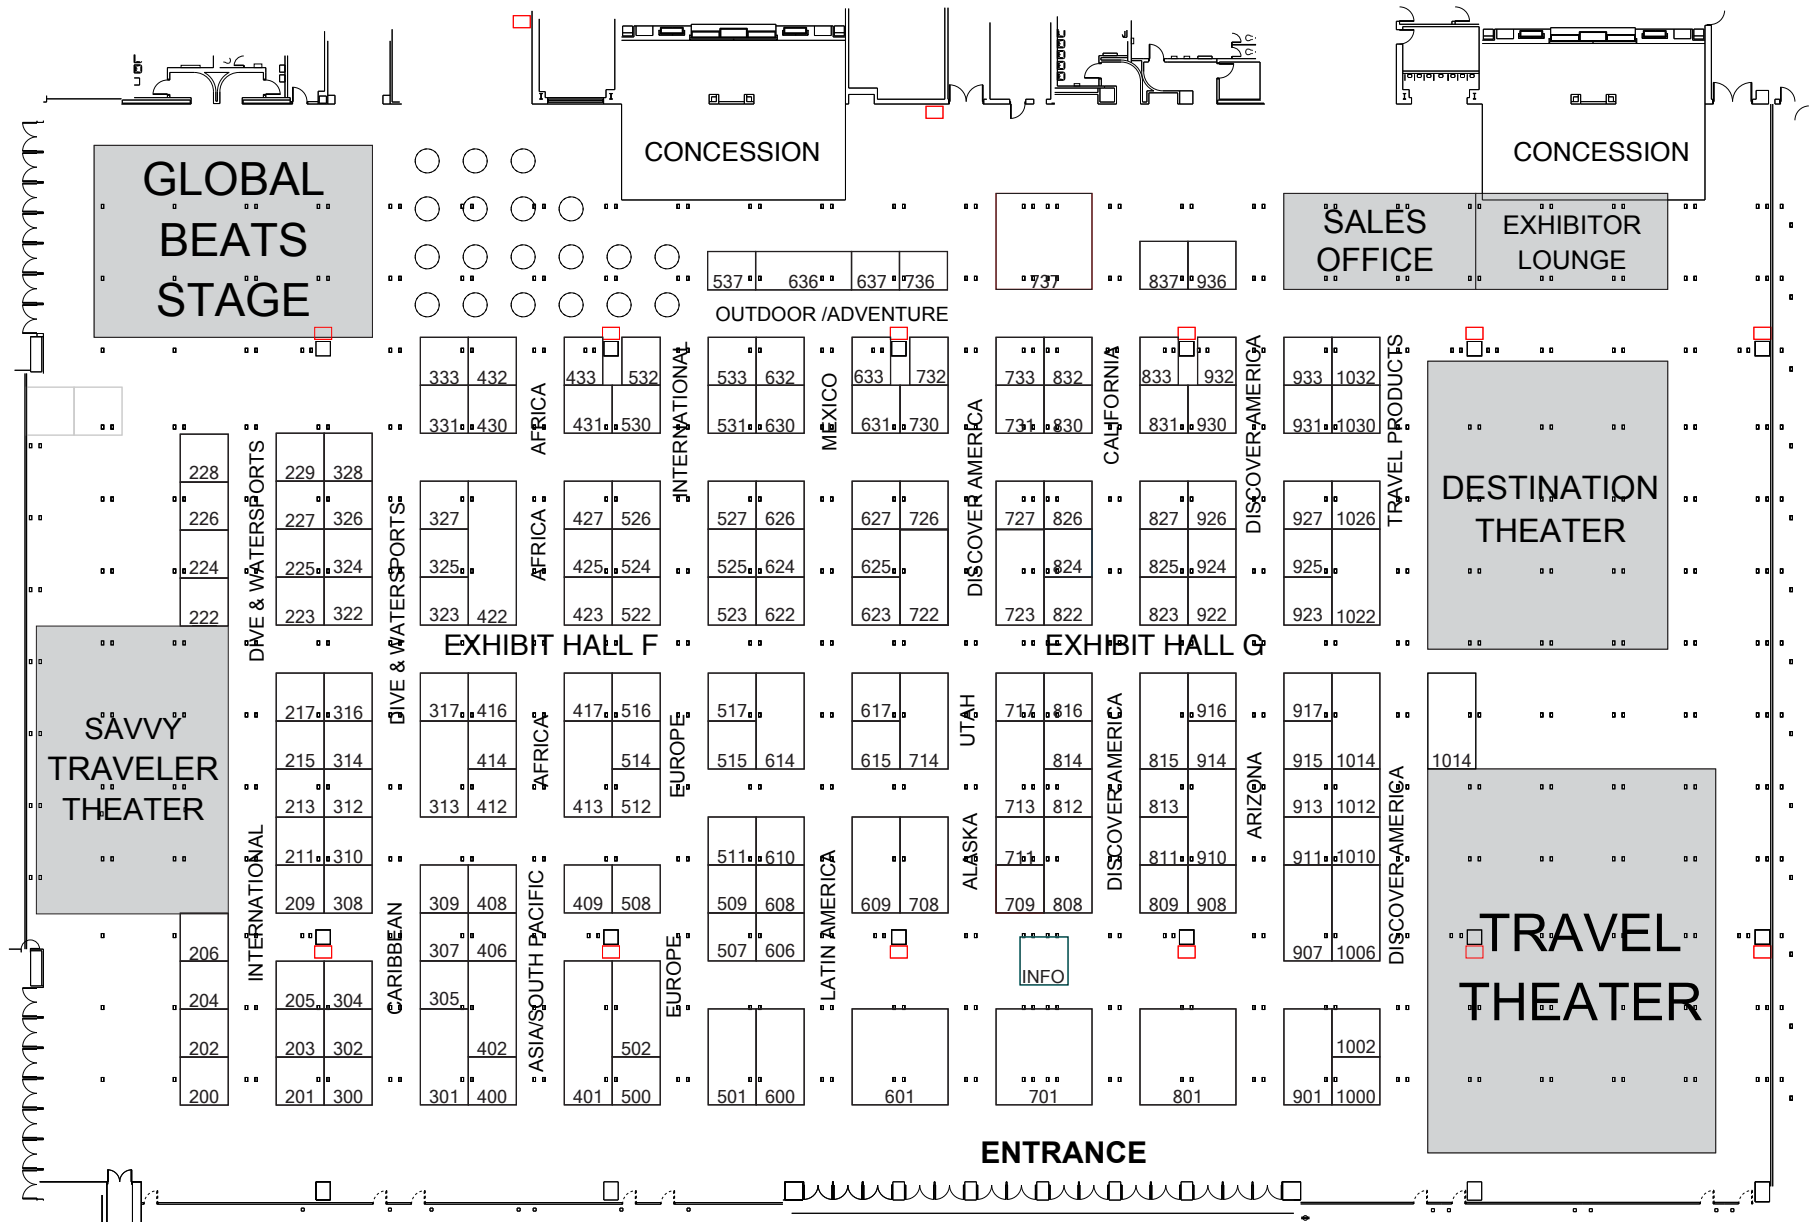 CONCESSION
CONCESSION
GLOBAL
BEATS
STAGE
SALES
OFFICE
EXHIBITOR
LOUNGE
537 636 637 736
737
837 936
OUTDOOR /ADVENTURE
333 432
433 532
533 632
633 732
733 832
833 932
933 1032
331 430
431 530
531 630
631 730
731 830
831 930
931 1030
AFRICA
INTERNATIONAL
MEXICO
DISCOVER AMERICA
CALIFORNIA
DISCOVER AMERICA
TRAVEL PRODUCTS
DESTINATION
THEATER
228
229 328
226
227 326
327
427 526
527 626
627 726
727 826
827 926
927 1026
224
225 324
325
425 524
525 624
625
824
825 924
925
222
223 322
323 422
423 522
523 622
623 722
723 822
823 922
923 1022
DIVE & WATERSPORTS
DIVE & WATERSPORTS
AFRICA
EXHIBIT HALL F
EXHIBIT HALL G
SAVVY
TRAVELER
THEATER
217 316
317 416
417 516
517
617
717 816
916
917
215 314
414
514
515 614
615 714
814
815 914
915 1014
1014
213 312
313 412
413 512
713 812
813
913 1012
AFRICA
EUROPE
UTAH
DISCOVER AMERICA
ARIZONA
DISCOVER AMERICA
211 310
511 610
711
811 910
911 1010
209 308
309 408
409 508
509 608
609 708
709 808
809 908
INTERNATIONAL
CARIBBEAN
ASIA/SOUTH PACIFIC
EUROPE
LATIN AMERICA
ALASKA
206
307 406
507 606
907 1006
INFO
TRAVEL
THEATER
204
205 304
305
202
203 302
402
502
1002
200
201 300
301 400
401 500
501 600
601
701
801
901 1000
ENTRANCE